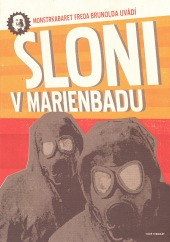 MONSTRKABARET FREDA BRUNOLDA UVÁDÍ
SLONI
V MARIENBADU